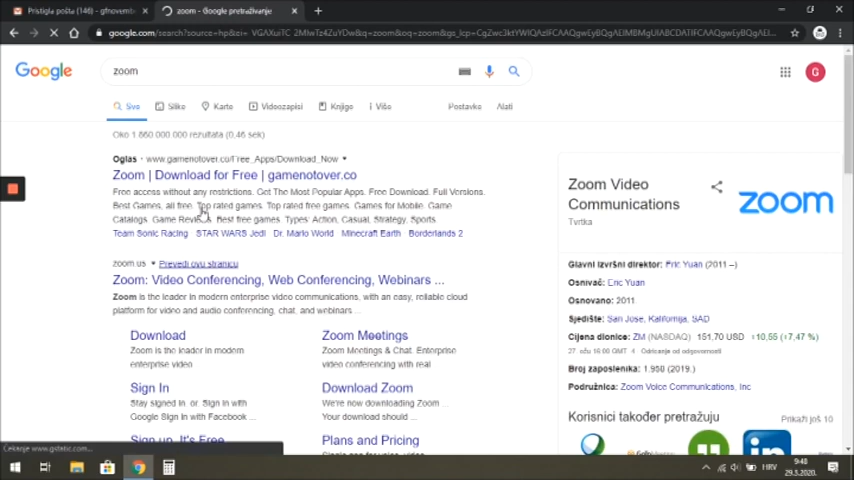 Pristigla pošta (146) - gfnovemb
zoom - Google pretraživanje
google.com/search?source=hp&ei=
Google
zoom
G
Sve
Slike
Karte
Videozapisi
Knjige
Više
Postavke
Alati
Oko 1 860 000 000 rezultata (0,46 sek)
Oglas · www.gamenotover.co/Free_Apps/Download_Now
Zoom | Download for Free | gamenotover.co
Free access without any restrictions. Get The Most Popular Apps. Free Download. Full Versions.
Best Games, all free. Top rated games. Top rated free games. Games for Mobile. Game
Catalogs. Game Reviews. Best free games. Types: Action, Casual, Strategy, Sports.
Team Sonic Racing · STAR WARS Jedi · Dr. Mario World · Minecraft Earth · Borderlands 2
zoom.us
Prevedi ovu stranicu
Zoom: Video Conferencing, Web Conferencing, Webinars ...
Zoom is the leader in modern enterprise video communications, with an easy, reliable cloud
platform for video and audio conferencing, chat, and webinars ...
Download
Zoom is the leader in modern
enterprise video
Zoom Meetings
Zoom Meetings & Chat. Enterprise
video conferencing with real
Sign In
Stay signed in. or. Sign in with
Google Sign In with Facebook ...
Download Zoom
We're now downloading Zoom ...
Your download should ...
Sign up, It's Free
Plans and Pricing
Zoom Video
Communications
Tvrtka
zoom
Glavni izvršni direktor: Eric Yuan (2011 –)
Osnivač: Eric Yuan
Osnovano: 2011
Sjedište: San Jose, Kalifornija, SAD
Cijena dionice: ZM (NASDAQ) 151,70 USD +10,55 (+7,47 %)
27. ožu 16:00 GMT-4 · Odricanje od odgovornosti
Broj zaposlenika: 1.958 (2019.)
Podružnica: Zoom Voice Communications, Inc
Korisnici također pretražuju
Prikaži još 10
GoToMeeting
in
Čekanje www.gstatic.com...
HRV
9:48
29.3.2020.